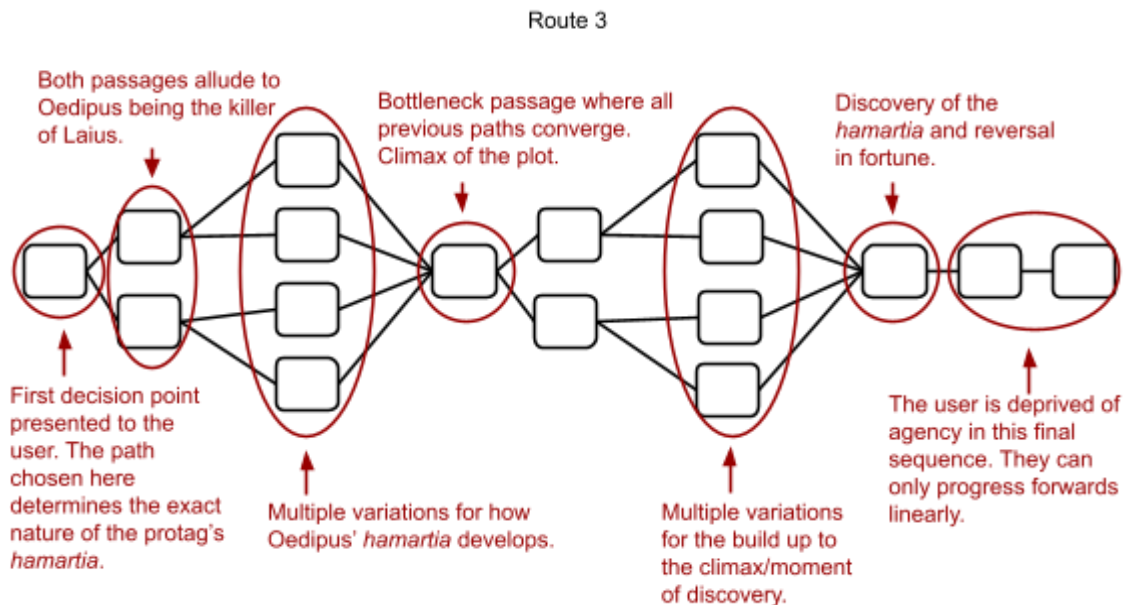 Route 3
Both passages allude to
Oedipus being the killer
of Laius.
Bottleneck passage where all
previous paths converge.
Climax of the plot.
Discovery of the
hamartia and reversal
in fortune.
First decision point
presented to the
user. The path
chosen here
determines the exact
nature of the protag's
hamartia.
Multiple variations for how
Oedipus' hamartia develops.
Multiple variations
for the build up to
the climax/moment
of discovery.
The user is deprived of
agency in this final
sequence. They can
only progress forwards
linearly.